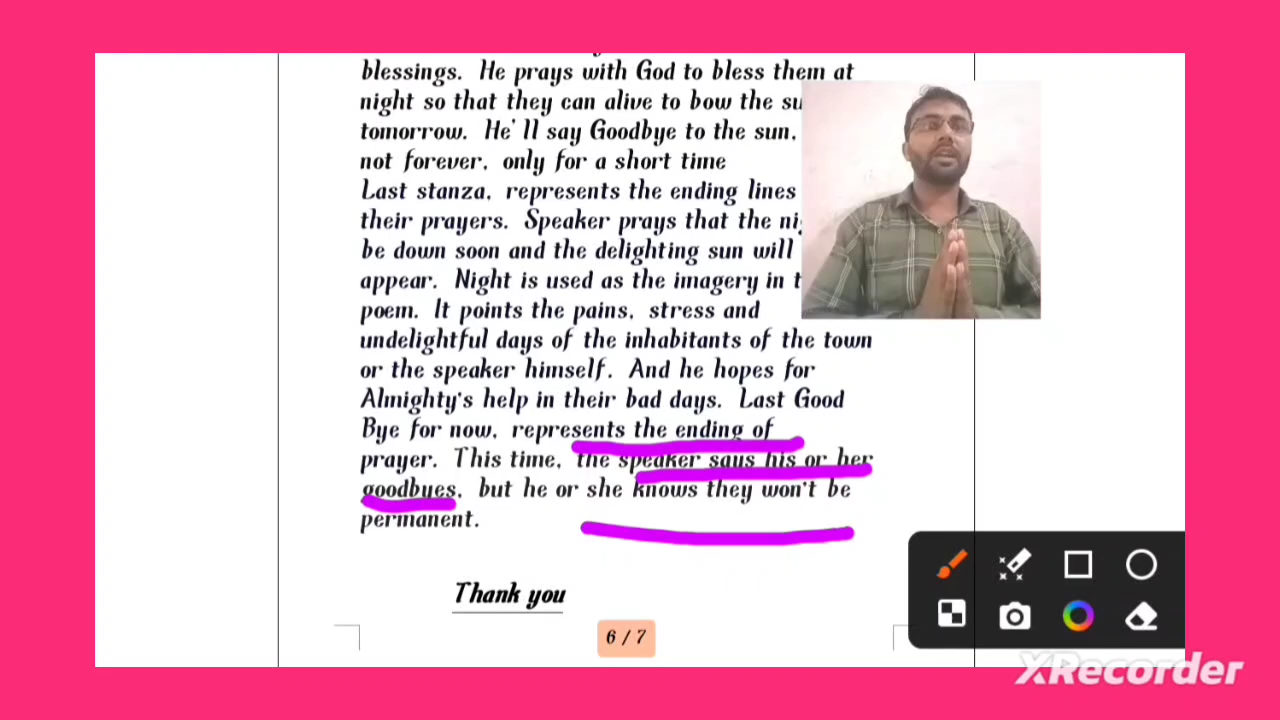 blessings. He prays with God to bless them at
night so that they can alive to bow the
tomorrow. He'll say Goodbye to the sun,
not forever, only for a short time
Last stanza, represents the ending lines
their prayers. Speaker prays that the
be down soon and the delighting sun will
appear. Night is used as the imagery in
poem. It points the pains, stress and
undelightful days of the inhabitants of the town
or the speaker himself. And he hopes for
Almighty's help in their bad days. Last Good
Bye for now, represents the ending of
prayer. This time, the speaker says his or her
goodbyes, but he or she knows they won't be
permanent.
Thank you
6 / 7
XRecorder